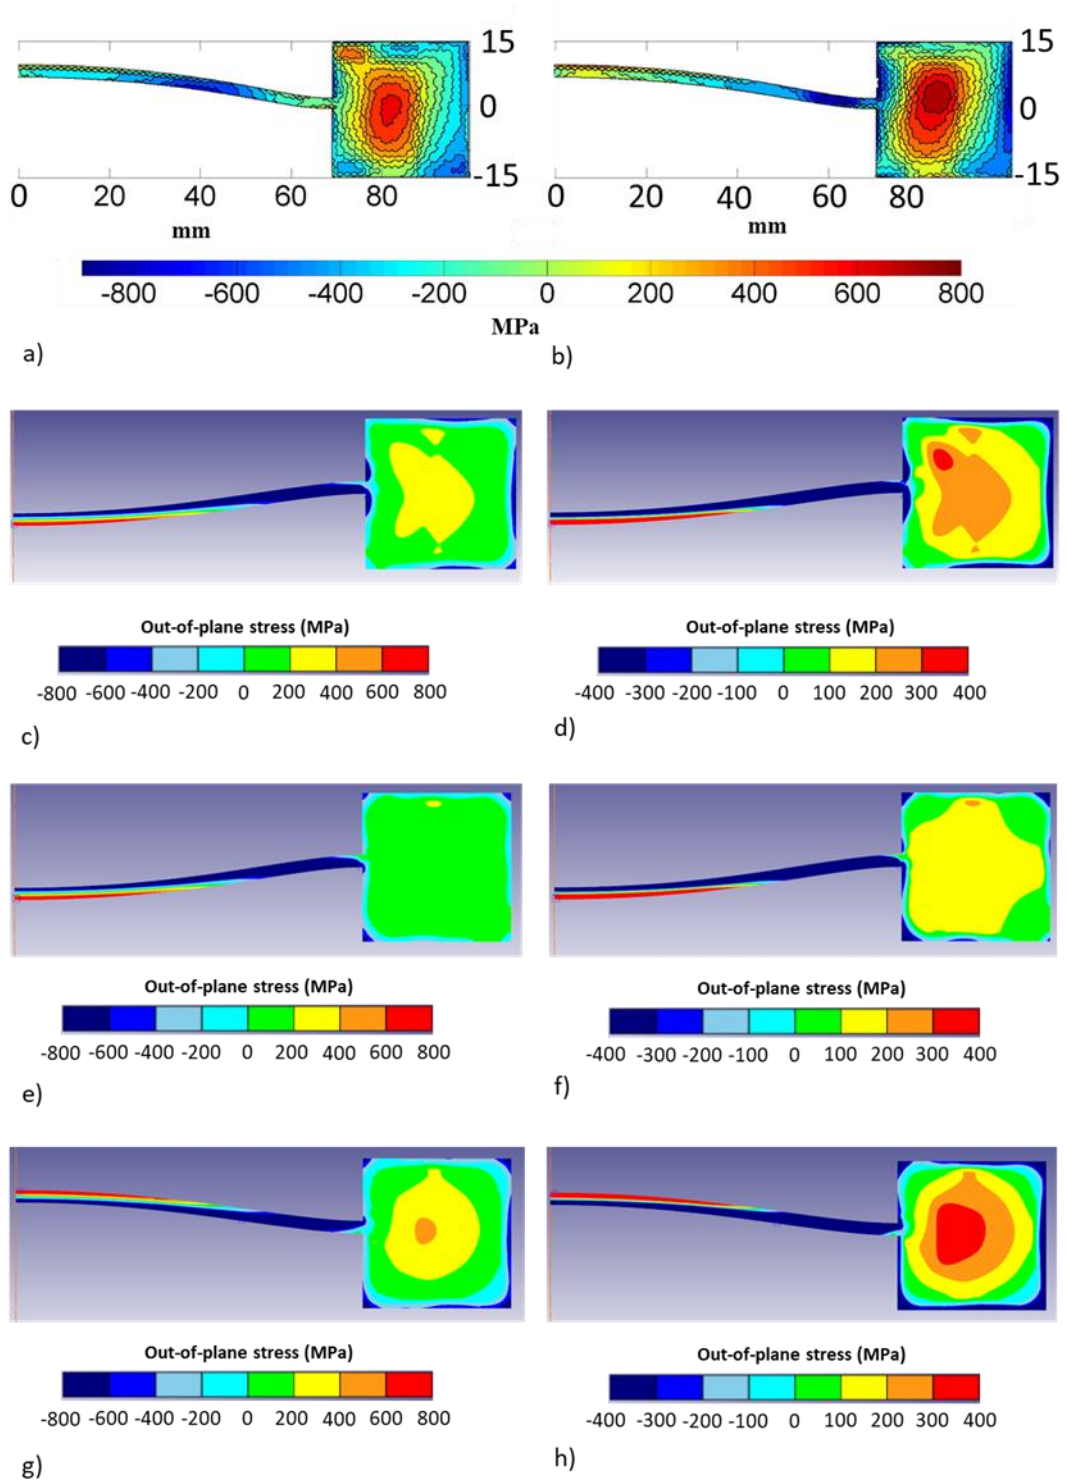 15 15
0 0
-15 -15
0 20 40 60 80 0 20 40 60 80
mm mm
-800 -600 -400 -200 0 20 400 600 800
MPa
a) b)
Out-of-plane stress (MPa) Out-of-plane stress (MPa)
-800 -600 -400 -200 0 200 400 600 800 -400 -300 -200 -100 0 100 200 300 400
c) d)
Out-of-plane stress (MPa) Out-of-plane stress (MPa)
-800 -600 -400 -200 0 200 400 600 800 -400 -300 -200 -100 0 100 200 300 400
e) f)
Out-of-plane stress (MPa) Out-of-plane stress (MPa)
-800 -600 -400 -200 0 200 400 600 800 -400 -300 -200 -100 0 100 200 300 400
g) h)